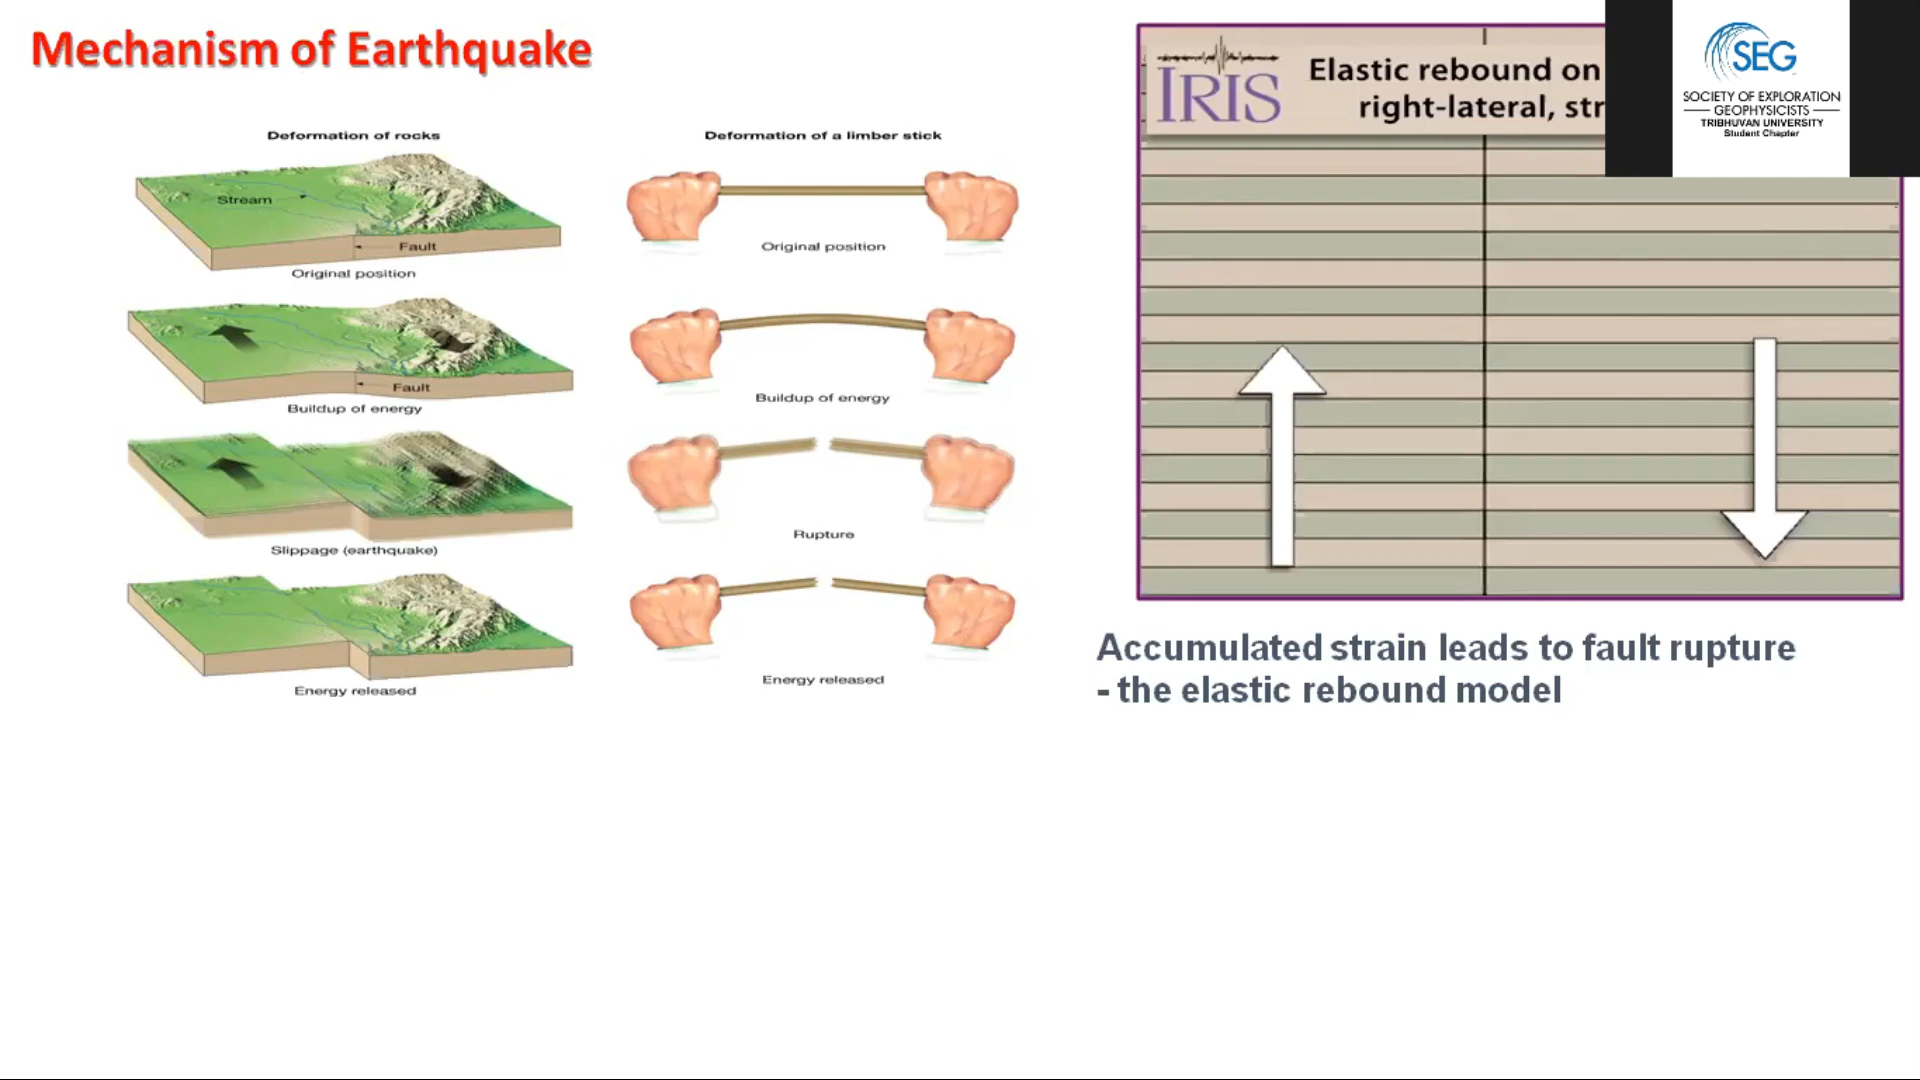 Mechanism of Earthquake
Deformation of rocks
Stream
Fault
Original position
Fault
Buildup of energy
Slippage (earthquake)
Energy released
Deformation of a limber stick
Original position
Buildup of energy
Rupture
Energy released
IRIS
Elastic rebound on
right-lateral, str
SEG
SOCIETY OF EXPLORATION
GEOPHYSICISTS
TRIBHUVAN UNIVERSITY
Student Chapter
Accumulated strain leads to fault rupture
- the elastic rebound model